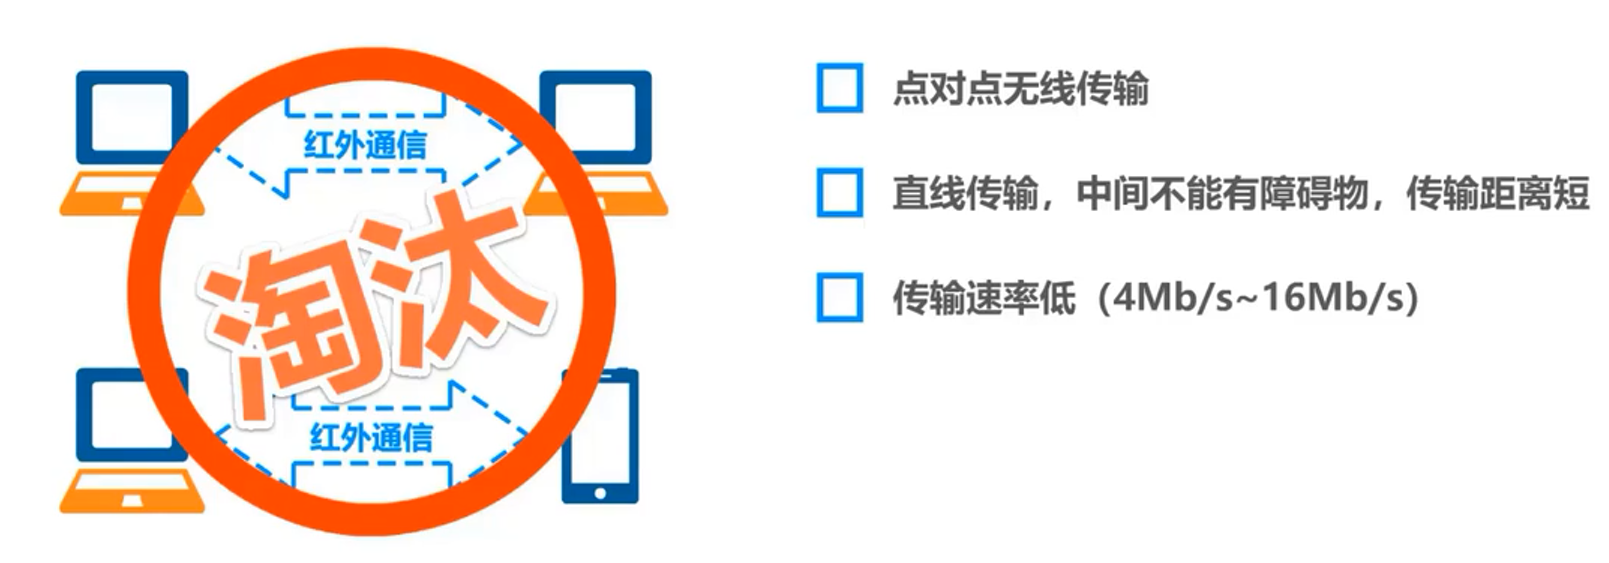 红外通信
淘汰
红外通信
点对点无线传输
直线传输，中间不能有障碍物，传输距离短
传输速率低（4Mb/s~16Mb/s）